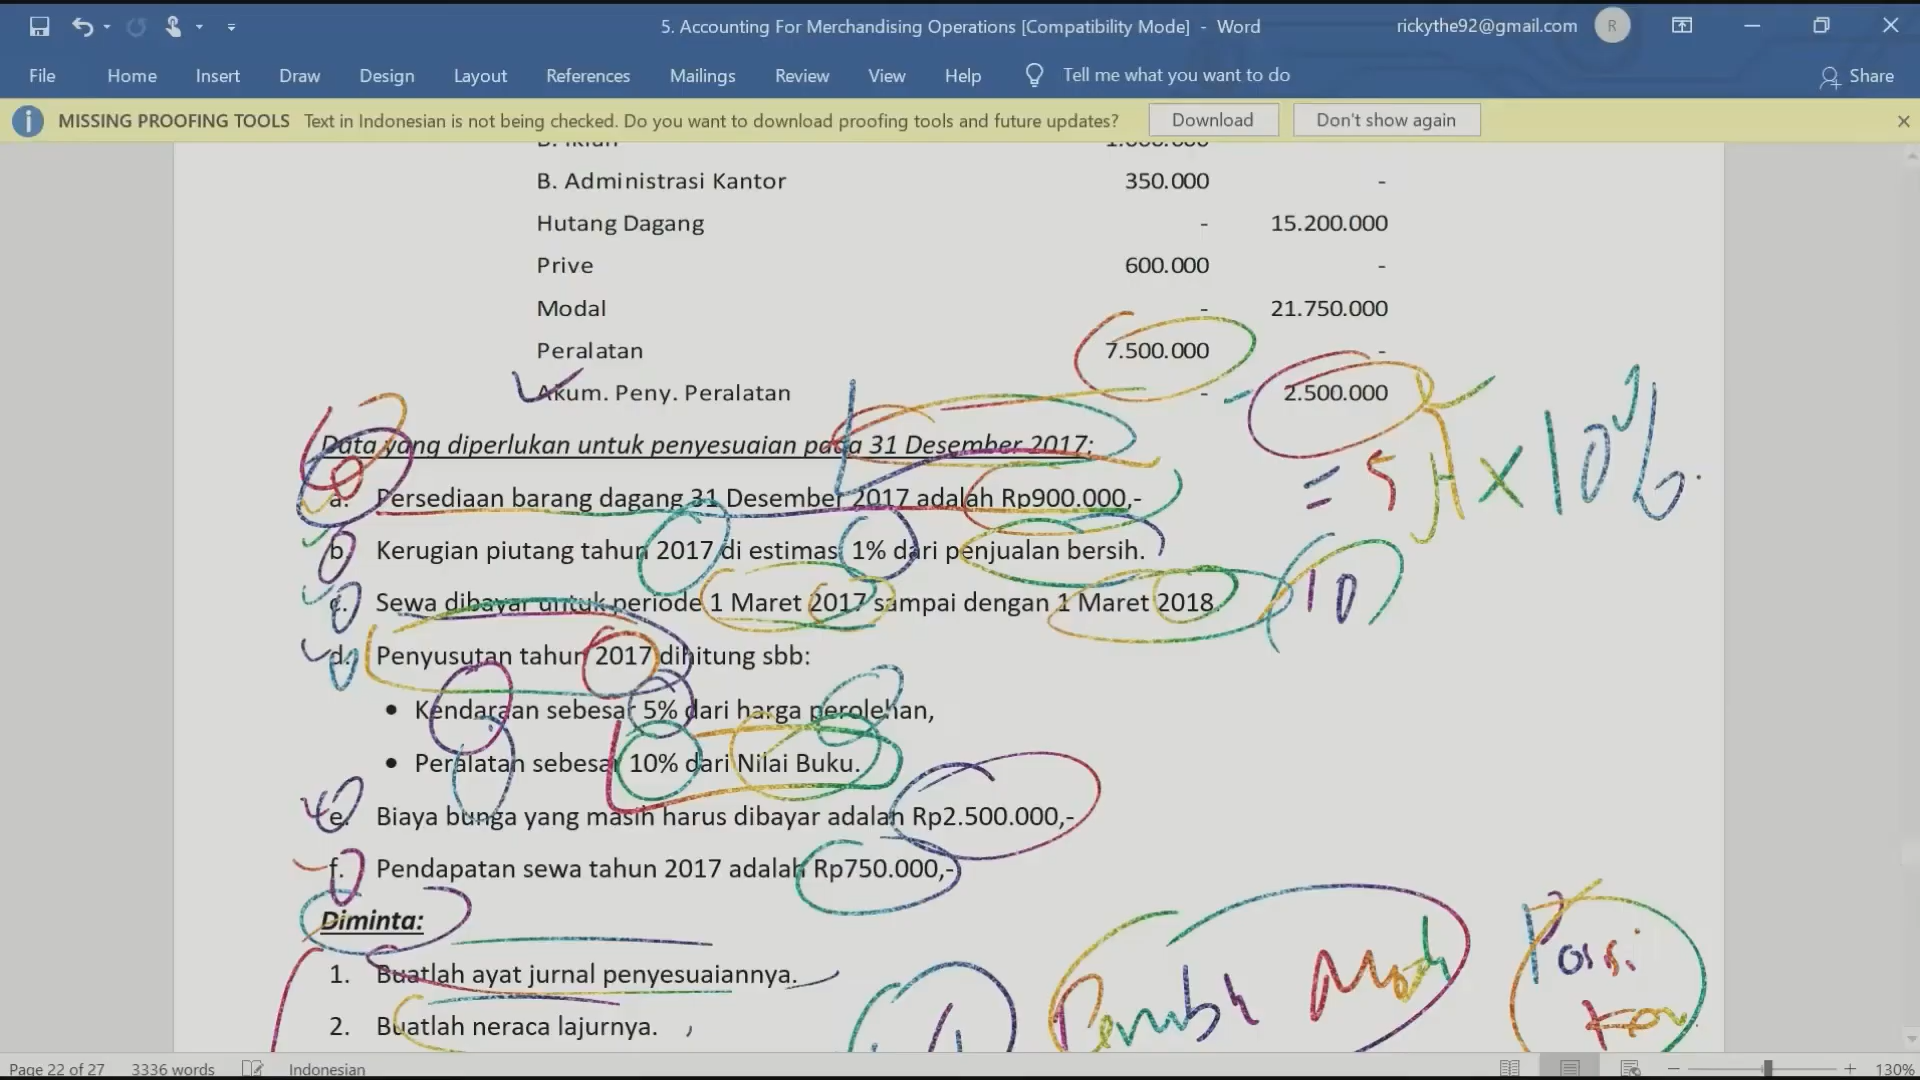 5. Accounting For Merchandising Operations [Compatibility Mode] - Word
rickythe92@gmail.com
R
File Home Insert Draw Design Layout References Mailings Review View Help Tell me what you want to do Share
MISSING PROOFING TOOLS Text in Indonesian is not being checked. Do you want to download proofing tools and future updates? Download Don't show again
B. Iklan 1.000.000
B. Administrasi Kantor 350.000 -
Hutang Dagang - 15.200.000
Prive 600.000 -
Modal - 21.750.000
Peralatan 7.500.000 -
Akum. Peny. Peralatan - 2.500.000
Data yang diperlukan untuk penyesuaian pada 31 Desember 2017:
= 5 jt x 10%
a. Persediaan barang dagang 31 Desember 2017 adalah Rp900.000,-
b. Kerugian piutang tahun 2017 di estimasi 1% dari penjualan bersih.
c. Sewa dibayar untuk periode 1 Maret 2017 sampai dengan 1 Maret 2018.
10
d. Penyusutan tahun 2017 dihitung sbb:
• Kendaraan sebesar 5% dari harga perolehan,
• Peralatan sebesar 10% dari Nilai Buku.
e. Biaya bunga yang masih harus dibayar adalah Rp2.500.000,-
f. Pendapatan sewa tahun 2017 adalah Rp750.000,-
Diminta:
1. Buatlah ayat jurnal penyesuaiannya.
2. Buatlah neraca lajurnya.
Page 22 of 27 3336 words Indonesian 130%